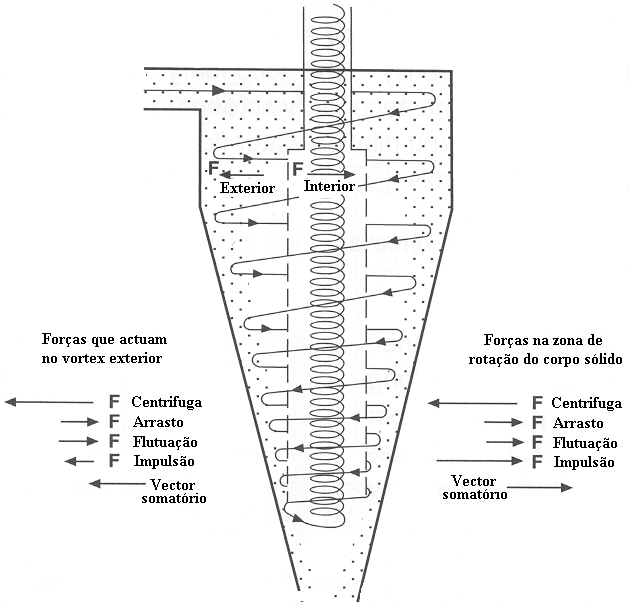 F
F
Exterior
Interior
Forças que actuam
no vortex exterior
F Centrifuga
F Arrasto
F Flutuação
F Impulsão
Vector
somatório
Forças na zona de
rotação do corpo sólido
F Centrifuga
F Arrasto
F Flutuação
F Impulsão
Vector
somatório